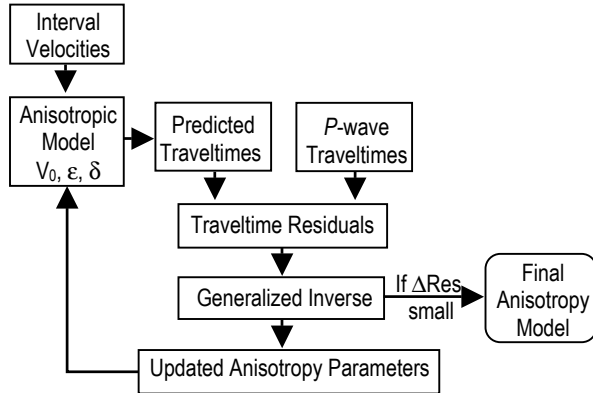 Interval
Velocities
Anisotropic
Model
V₀, ε, δ
Predicted
Traveltimes
P-wave
Traveltimes
Traveltime Residuals
Generalized Inverse
If ΔRes
small
Final
Anisotropy
Model
Updated Anisotropy Parameters